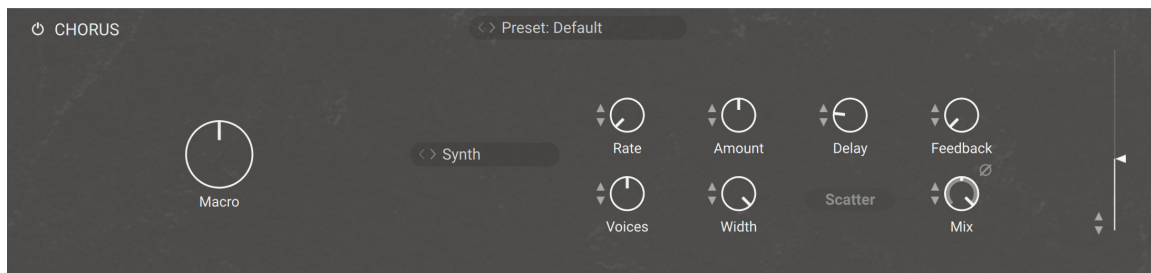 CHORUS
Preset: Default
Rate
Amount
Delay
Feedback
Synth
Macro
Scatter
Voices
Width
Mix